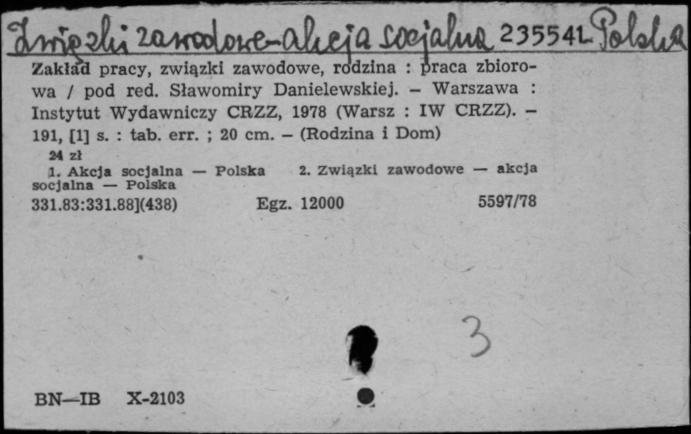 Związki zawodowe-akcja socjalna 235541 Polska
Zakład pracy, związki zawodowe, rodzina : praca zbioro-
wa / pod red. Sławomiry Danielewskiej. — Warszawa :
Instytut Wydawniczy CRZZ, 1978 (Warsz : IW CRZZ). —
191, [1] s. : tab. err. ; 20 cm. — (Rodzina i Dom)
24 zł
1. Akcja socjalna — Polska 2. Związki zawodowe — akcja
socjalna — Polska
331.83:331.88](438) Egz. 12000 5597/78
3
BN—IB X-2103